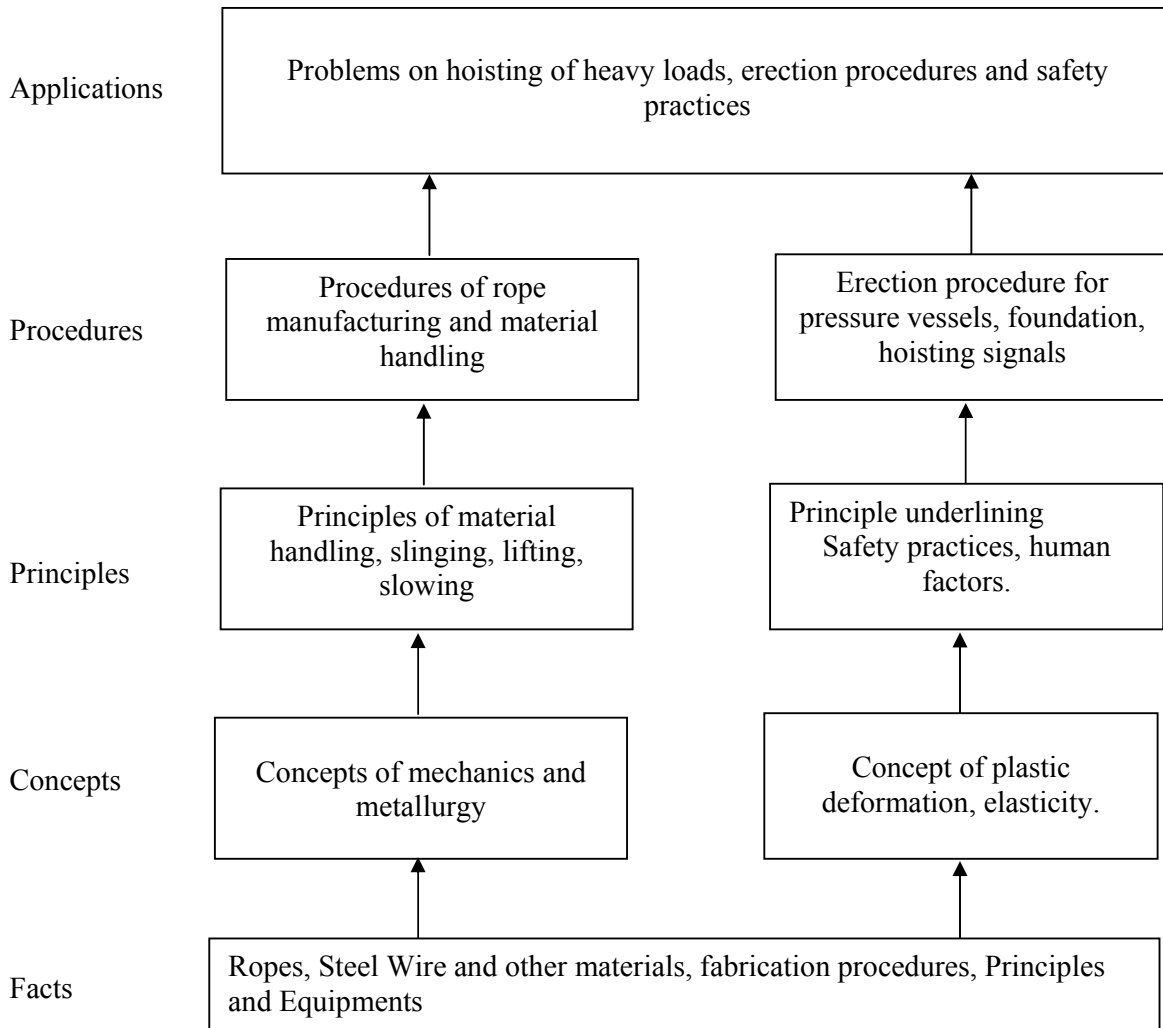 Applications
Problems on hoisting of heavy loads, erection procedures and safety
practices
Procedures
Procedures of rope
manufacturing and material
handling
Erection procedure for
pressure vessels, foundation,
hoisting signals
Principles
Principles of material
handling, slinging, lifting,
slowing
Principle underlining
Safety practices, human
factors.
Concepts
Concepts of mechanics and
metallurgy
Concept of plastic
deformation, elasticity.
Facts
Ropes, Steel Wire and other materials, fabrication procedures, Principles
and Equipments